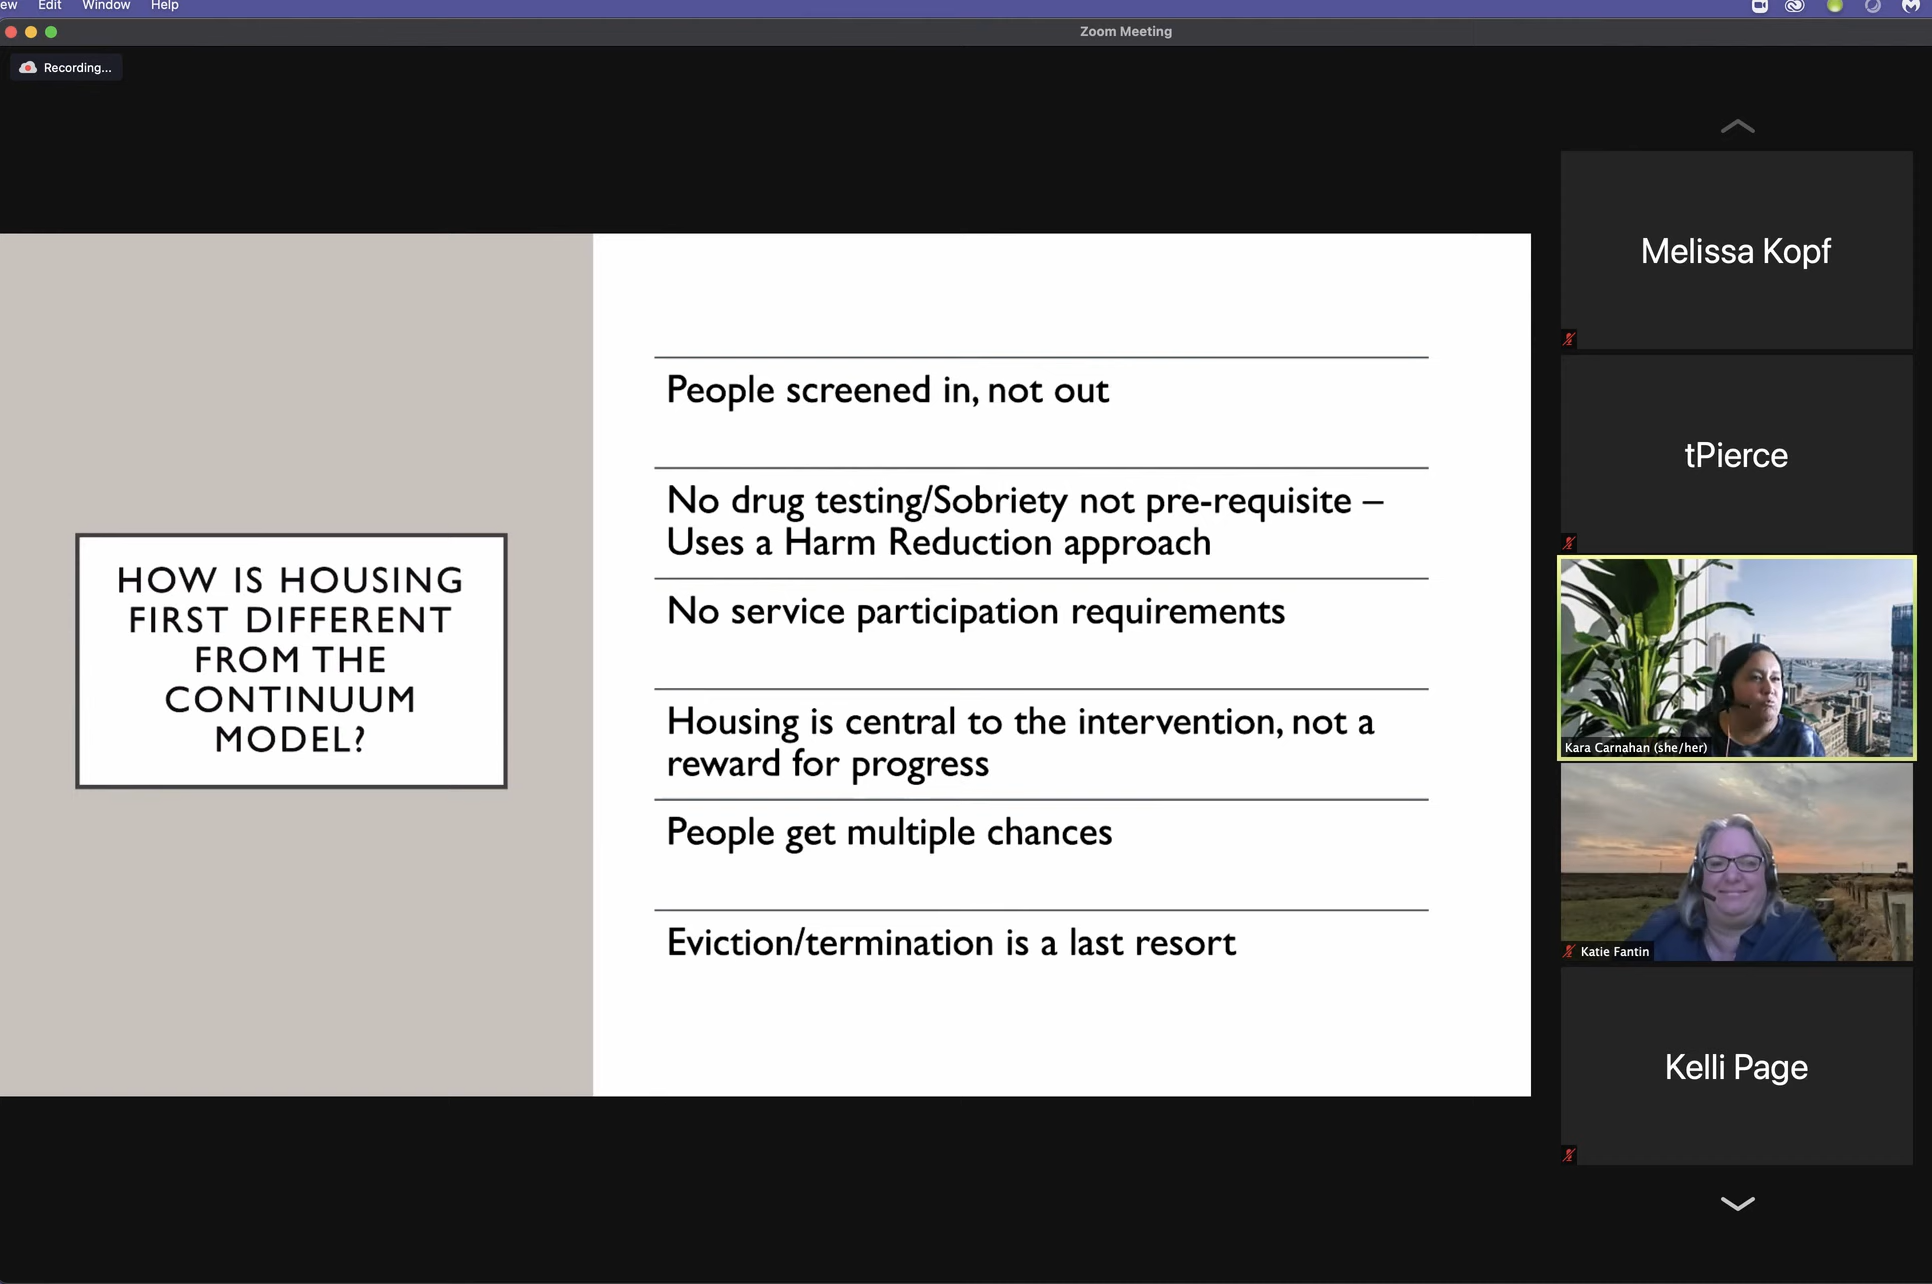 ew Edit Window Help
Zoom Meeting
Recording...
HOW IS HOUSING
FIRST DIFFERENT
FROM THE
CONTINUUM
MODEL?
People screened in, not out
No drug testing/Sobriety not pre-requisite –
Uses a Harm Reduction approach
No service participation requirements
Housing is central to the intervention, not a
reward for progress
People get multiple chances
Eviction/termination is a last resort
Melissa Kopf
tPierce
Kara Carnahan (she/her)
Katie Fantin
Kelli Page